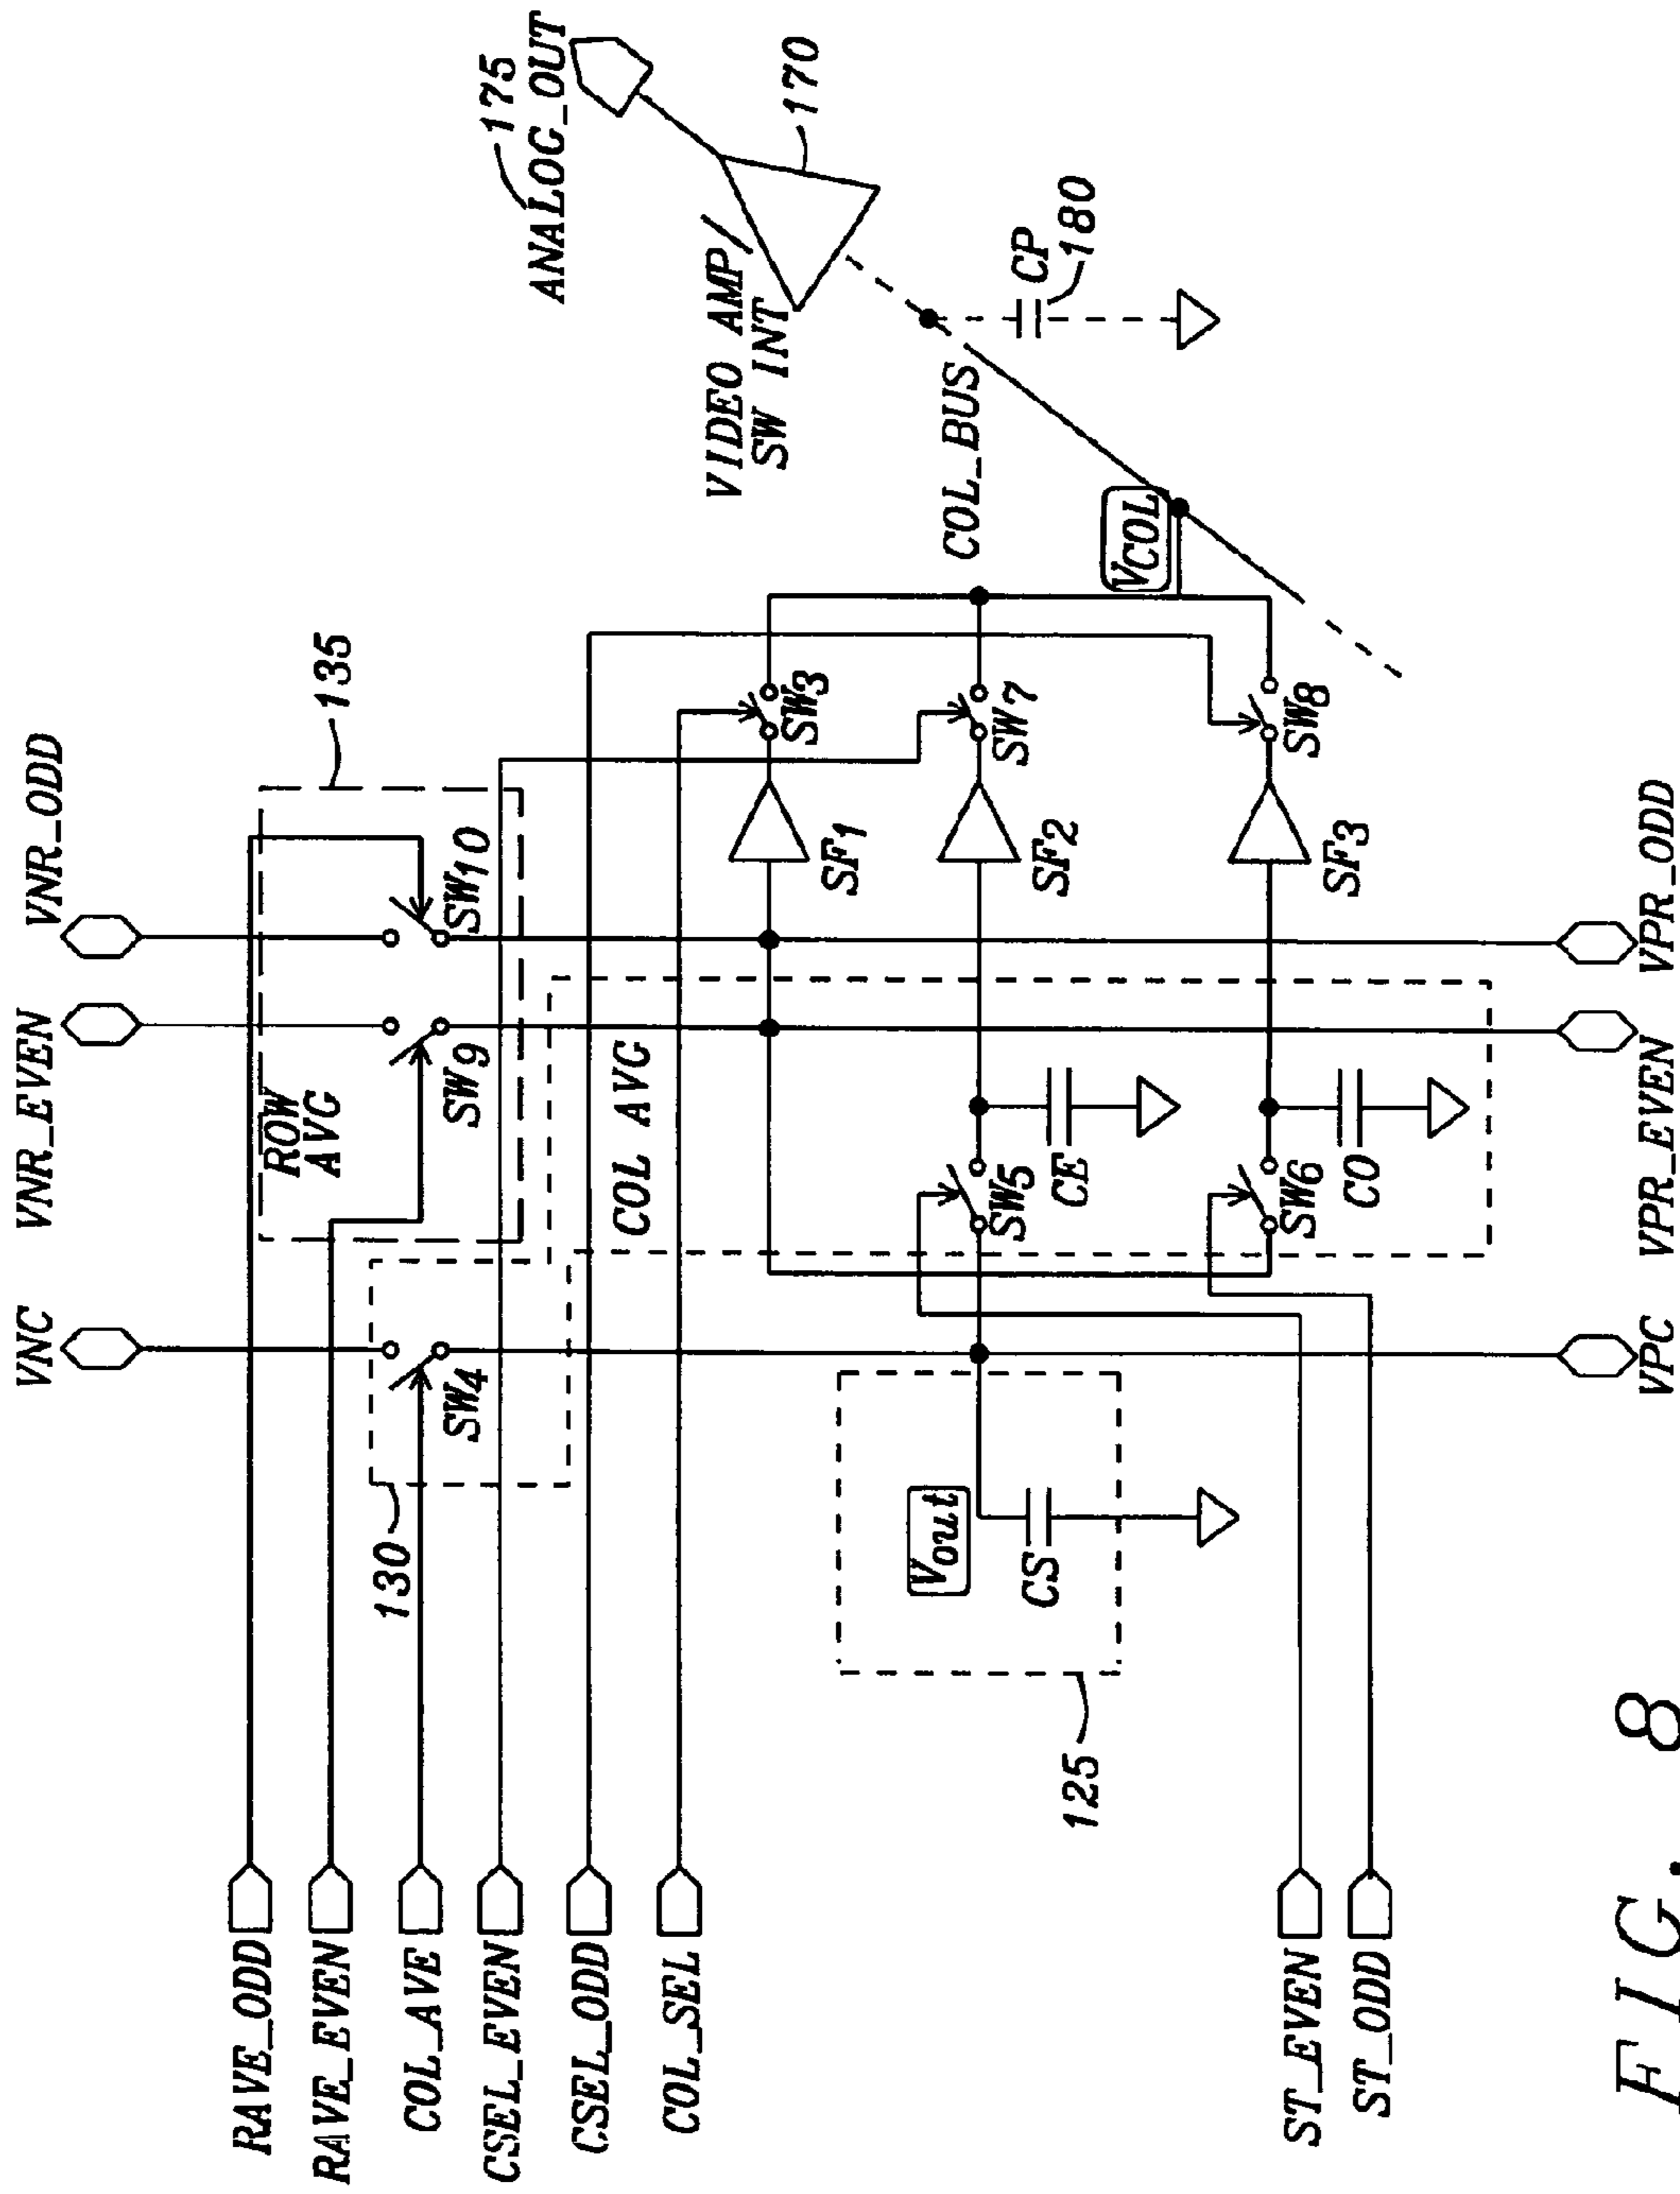 VNC
VNR_EVEN
VNR_ODD
135
RAVE_ODD
RAVE_EVEN
COL_AVE
CSEL_EVEN
CSEL_ODD
COL_SEL
130
SW4
ROW
AVG
SW9
SW10
COL AVG
SW3
SW7
SW8
SF1
SF2
SF3
SW5
CE
SW6
CO
Vout
CS
125
ST_EVEN
ST_ODD
VPC
VPR_EVEN
VPR_ODD
VCOL
COL_BUS
CP
180
VIDEO AMP
SW INT
170
175
ANALOG_OUT
FIG. 8